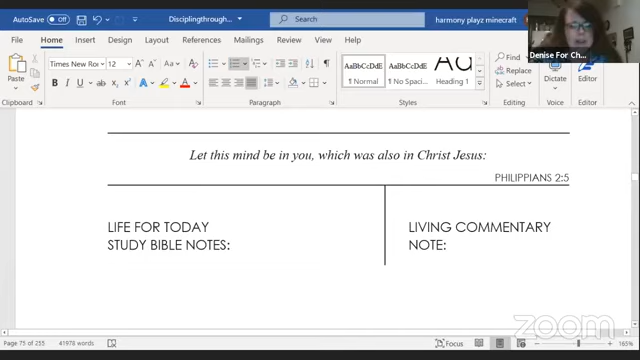 AutoSave Off
Disciplingthrough...
Search
harmony playz minecraft
File Home Insert Draw Design Layout References Mailings Review View Help
Paste
Clipboard
Times New Roi 12
Font
Paragraph
AaBbCcDdE AaBbCcDdE
¶ Normal ¶ No Spaci... Heading 1
Styles
Find
Replace
Select
Editing
Dictate
Voice
Editor
Editor
Denise For Ch...
Let this mind be in you, which was also in Christ Jesus:
PHILIPPIANS 2:5
LIFE FOR TODAY
STUDY BIBLE NOTES:
LIVING COMMENTARY
NOTE:
zoom
Page 75 of 255 41978 words
Focus
165%